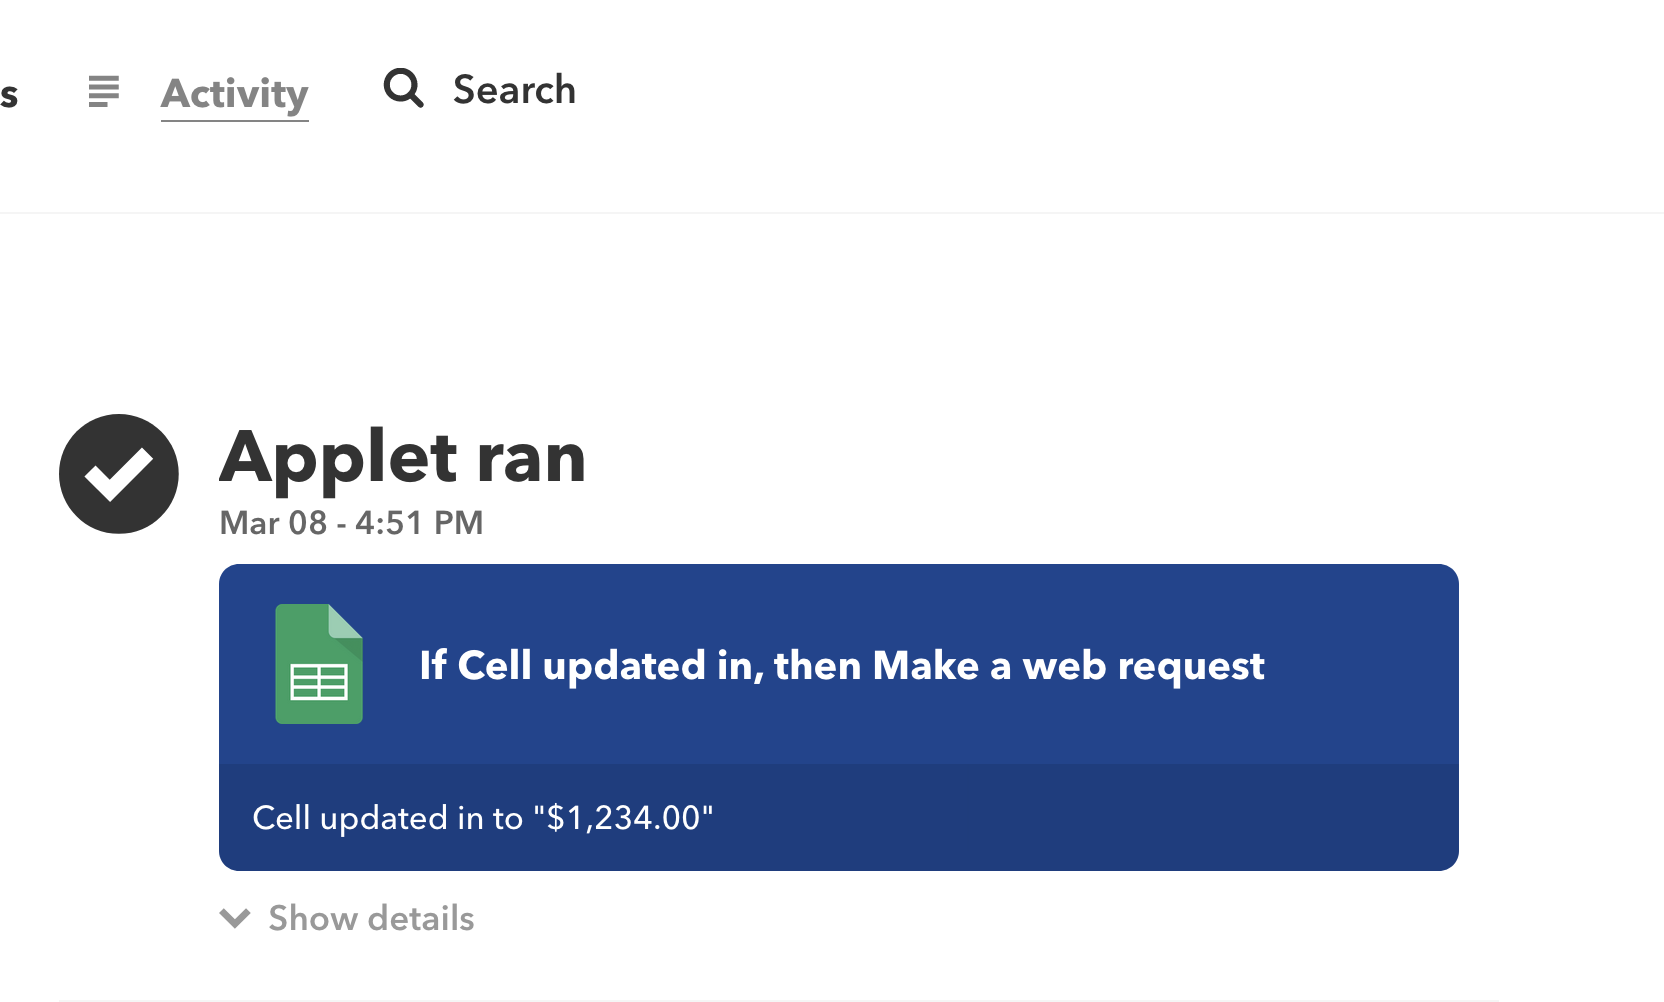 s Activity Search
Applet ran
Mar 08 - 4:51 PM
If Cell updated in, then Make a web request
Cell updated in to "$1,234.00"
Show details